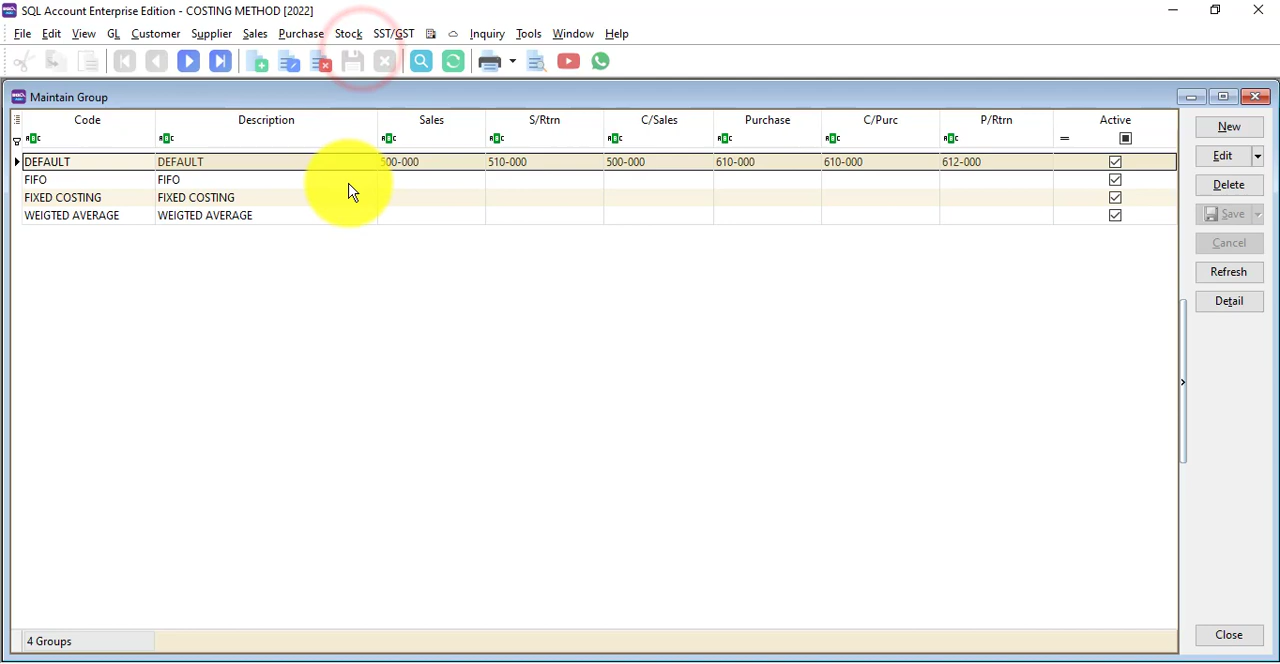 SQL Account Enterprise Edition - COSTING METHOD [2022]
File Edit View GL Customer Supplier Sales Purchase Stock SST/GST Inquiry Tools Window Help
Maintain Group
Code Description Sales S/Rtrn C/Sales Purchase C/Purc P/Rtrn Active
DEFAULT DEFAULT 500-000 510-000 500-000 610-000 610-000 612-000
FIFO FIFO
FIXED COSTING FIXED COSTING
WEIGTED AVERAGE WEIGTED AVERAGE
4 Groups
New
Edit
Delete
Save
Cancel
Refresh
Detail
Close